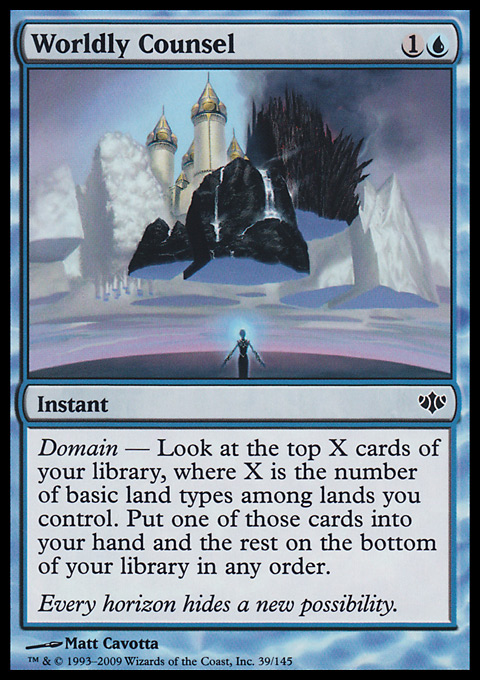 Worldly Counsel 1
Instant
Domain — Look at the top X cards of
your library, where X is the number
of basic land types among lands you
control. Put one of those cards into
your hand and the rest on the bottom
of your library in any order.
Every horizon hides a new possibility.
Matt Cavotta
™ & © 1993–2009 Wizards of the Coast, Inc. 39/145